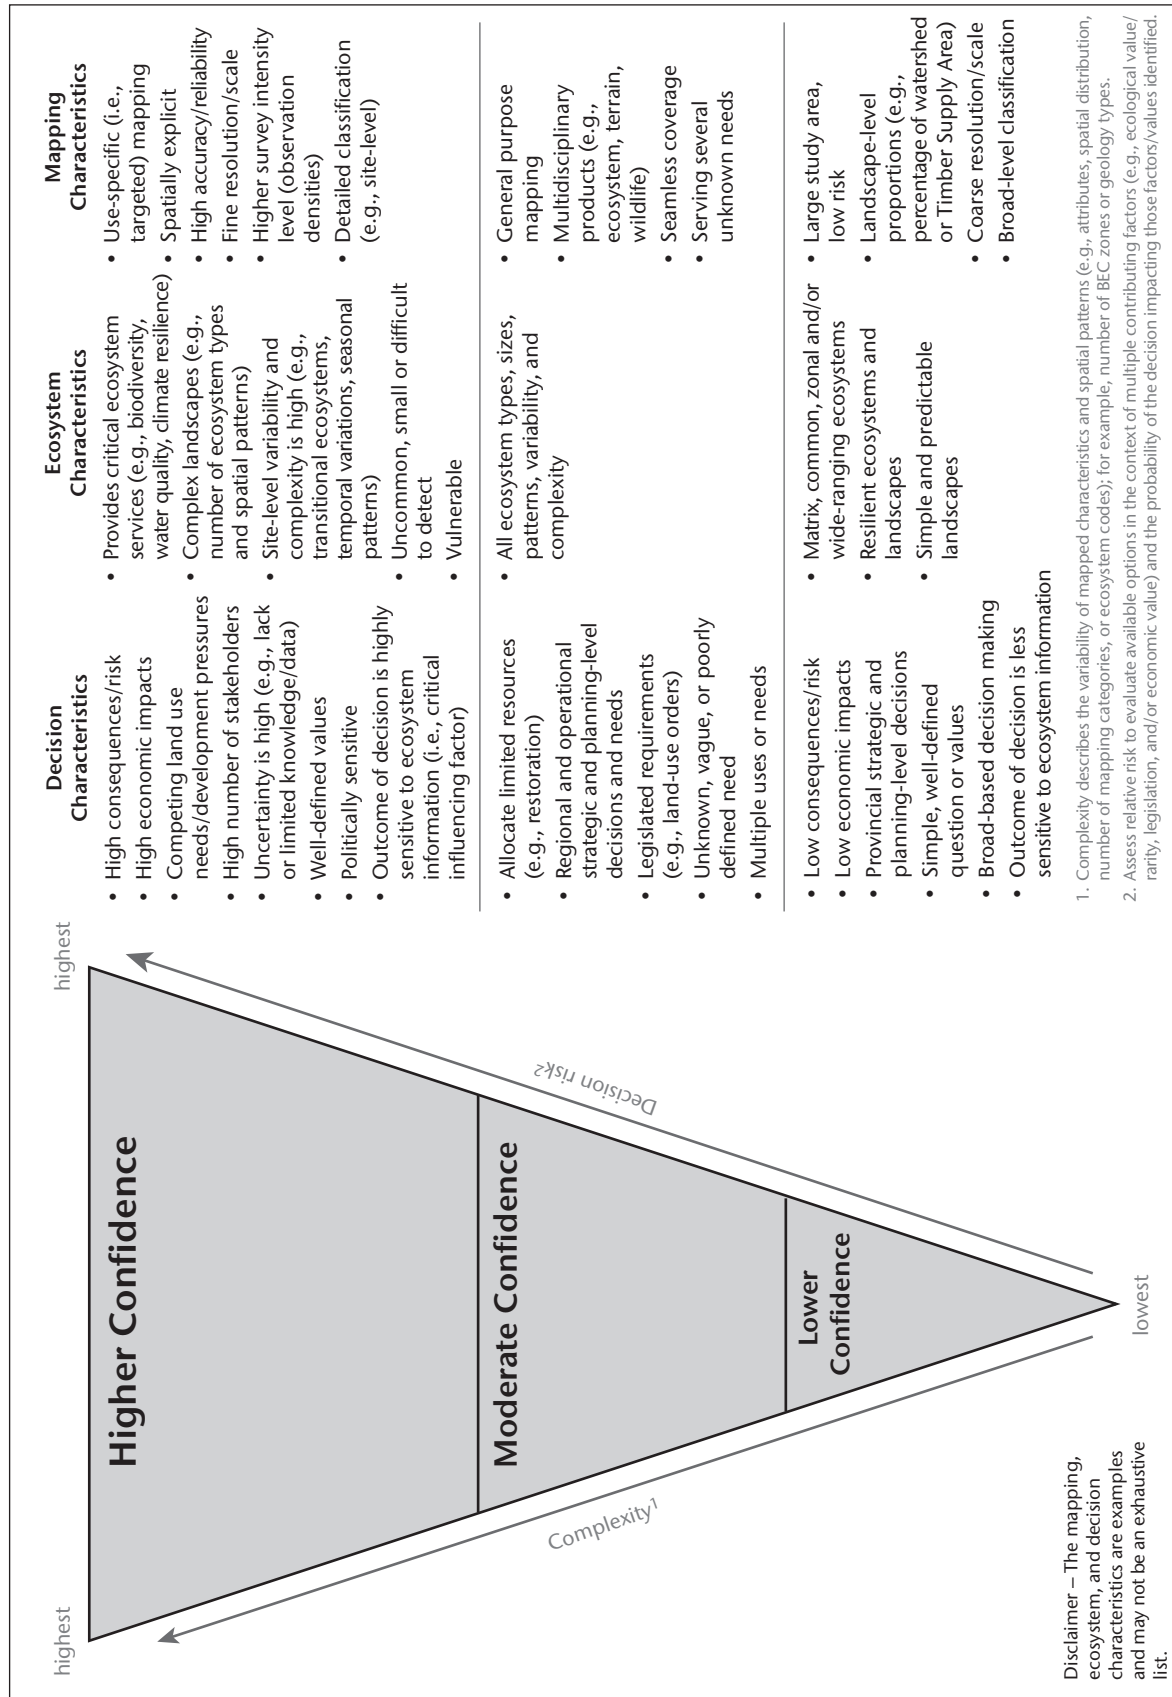 highest
highest
Higher Confidence
Moderate Confidence
Lower
Confidence
Complexity1
Decision risk2
lowest
Disclaimer – The mapping,
ecosystem, and decision
characteristics are examples
and may not be an exhaustive
list.
Decision
Characteristics
• High consequences/risk
• High economic impacts
• Competing land use
needs/development pressures
• High number of stakeholders
• Uncertainty is high (e.g., lack
or limited knowledge/data)
• Well-defined values
• Politically sensitive
• Outcome of decision is highly
sensitive to ecosystem
information (i.e., critical
influencing factor)
Ecosystem
Characteristics
• Provides critical ecosystem
services (e.g., biodiversity,
water quality, climate resilience)
• Complex landscapes (e.g.,
number of ecosystem types
and spatial patterns)
• Site-level variability and
complexity is high (e.g.,
transitional ecosystems,
temporal variations, seasonal
patterns)
• Uncommon, small or difficult
to detect
• Vulnerable
Mapping
Characteristics
• Use-specific (i.e.,
targeted) mapping
• Spatially explicit
• High accuracy/reliability
• Fine resolution/scale
• Higher survey intensity
level (observation
densities)
• Detailed classification
(e.g., site-level)
• Allocate limited resources
(e.g., restoration)
• Regional and operational
strategic and planning-level
decisions and needs
• Legislated requirements
(e.g., land-use orders)
• Unknown, vague, or poorly
defined need
• Multiple uses or needs
• All ecosystem types, sizes,
patterns, variability, and
complexity
• General purpose
mapping
• Multidisciplinary
products (e.g.,
ecosystem, terrain,
wildlife)
• Seamless coverage
• Serving several
unknown needs
• Low consequences/risk
• Low economic impacts
• Provincial strategic and
planning-level decisions
• Simple, well-defined
question or values
• Broad-based decision making
• Outcome of decision is less
sensitive to ecosystem information
• Matrix, common, zonal and/or
wide-ranging ecosystems
• Resilient ecosystems and
landscapes
• Simple and predictable
landscapes
• Large study area,
low risk
• Landscape-level
proportions (e.g.,
percentage of watershed
or Timber Supply Area)
• Coarse resolution/scale
• Broad-level classification
1. Complexity describes the variability of mapped characteristics and spatial patterns (e.g., attributes, spatial distribution,
number of mapping categories, or ecosystem codes); for example, number of BEC zones or geology types.
2. Assess relative risk to evaluate available options in the context of multiple contributing factors (e.g., ecological value/
rarity, legislation, and/or economic value) and the probability of the decision impacting those factors/values identified.